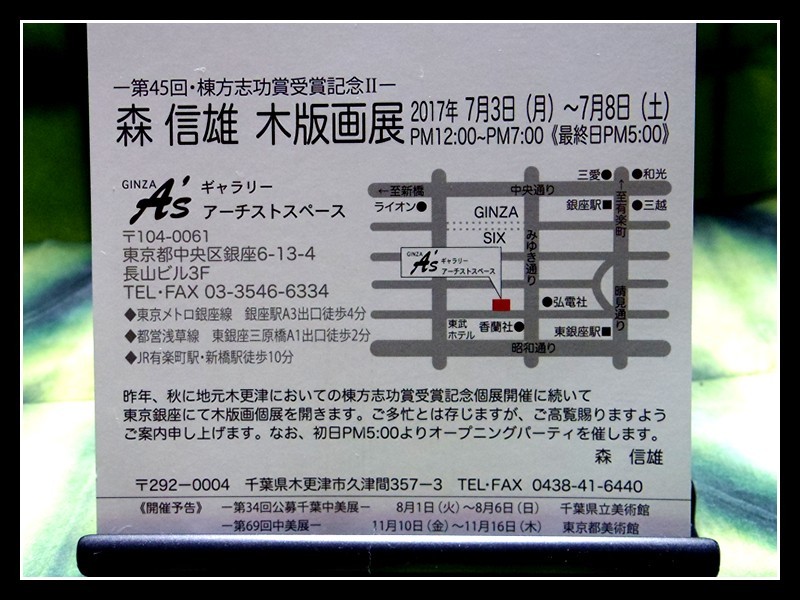 ―第45回・棟方志功賞受賞記念II―
森 信雄 木版画展
2017年 7月3日（月）～7月8日（土）
PM12:00~PM7:00《最終日PM5:00》
GINZA A's ギャラリー
アーチストスペース
〒104-0061
東京都中央区銀座6-13-4
長山ビル3F
TEL・FAX 03-3546-6334
◆東京メトロ銀座線 銀座駅A3出口徒歩4分
◆都営浅草線 東銀座三原橋A1出口徒歩2分
◆JR有楽町駅・新橋駅徒歩10分
三愛● ●和光
←至新橋 中央通り
ライオン● 銀座駅■ ●三越
←至有楽町
GINZA
SIX
みゆき通り
GINZA A's ギャラリー
アーチストスペース
●弘電社
晴見通り
東武
ホテル
香蘭社●
東銀座駅■
昭和通り
昨年、秋に地元木更津においての棟方志功賞受賞記念個展開催に続いて
東京銀座にて木版画個展を開きます。ご多忙とは存じますが、ご高覧賜りますよう
ご案内申し上げます。なお、初日PM5:00よりオープニングパーティを催します。
森 信雄
〒292-0004 千葉県木更津市久津間357-3 TEL・FAX 0438-41-6440
《開催予告》 ―第34回公募千葉中美展― 8月1日（火）～8月6日（日） 千葉県立美術館
―第69回中美展― 11月10日（金）～11月16日（木） 東京都美術館